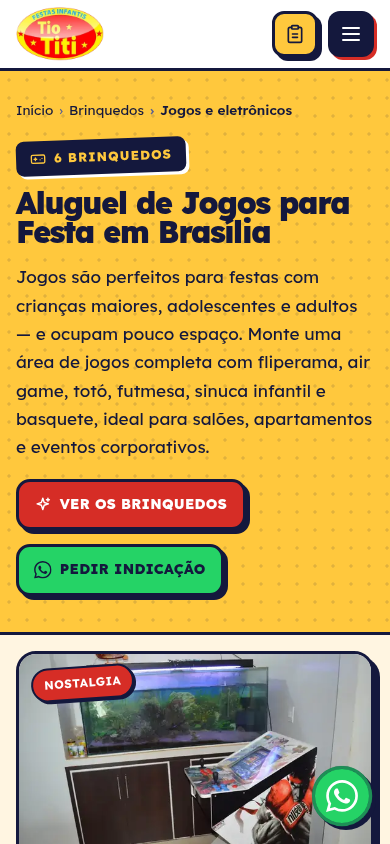 FESTAS INFANTIS
Tio
Titi
Início › Brinquedos › Jogos e eletrônicos
6 BRINQUEDOS
Aluguel de Jogos para
Festa em Brasília
Jogos são perfeitos para festas com
crianças maiores, adolescentes e adultos
— e ocupam pouco espaço. Monte uma
área de jogos completa com fliperama, air
game, totó, futmesa, sinuca infantil e
basquete, ideal para salões, apartamentos
e eventos corporativos.
VER OS BRINQUEDOS
PEDIR INDICAÇÃO
NOSTALGIA